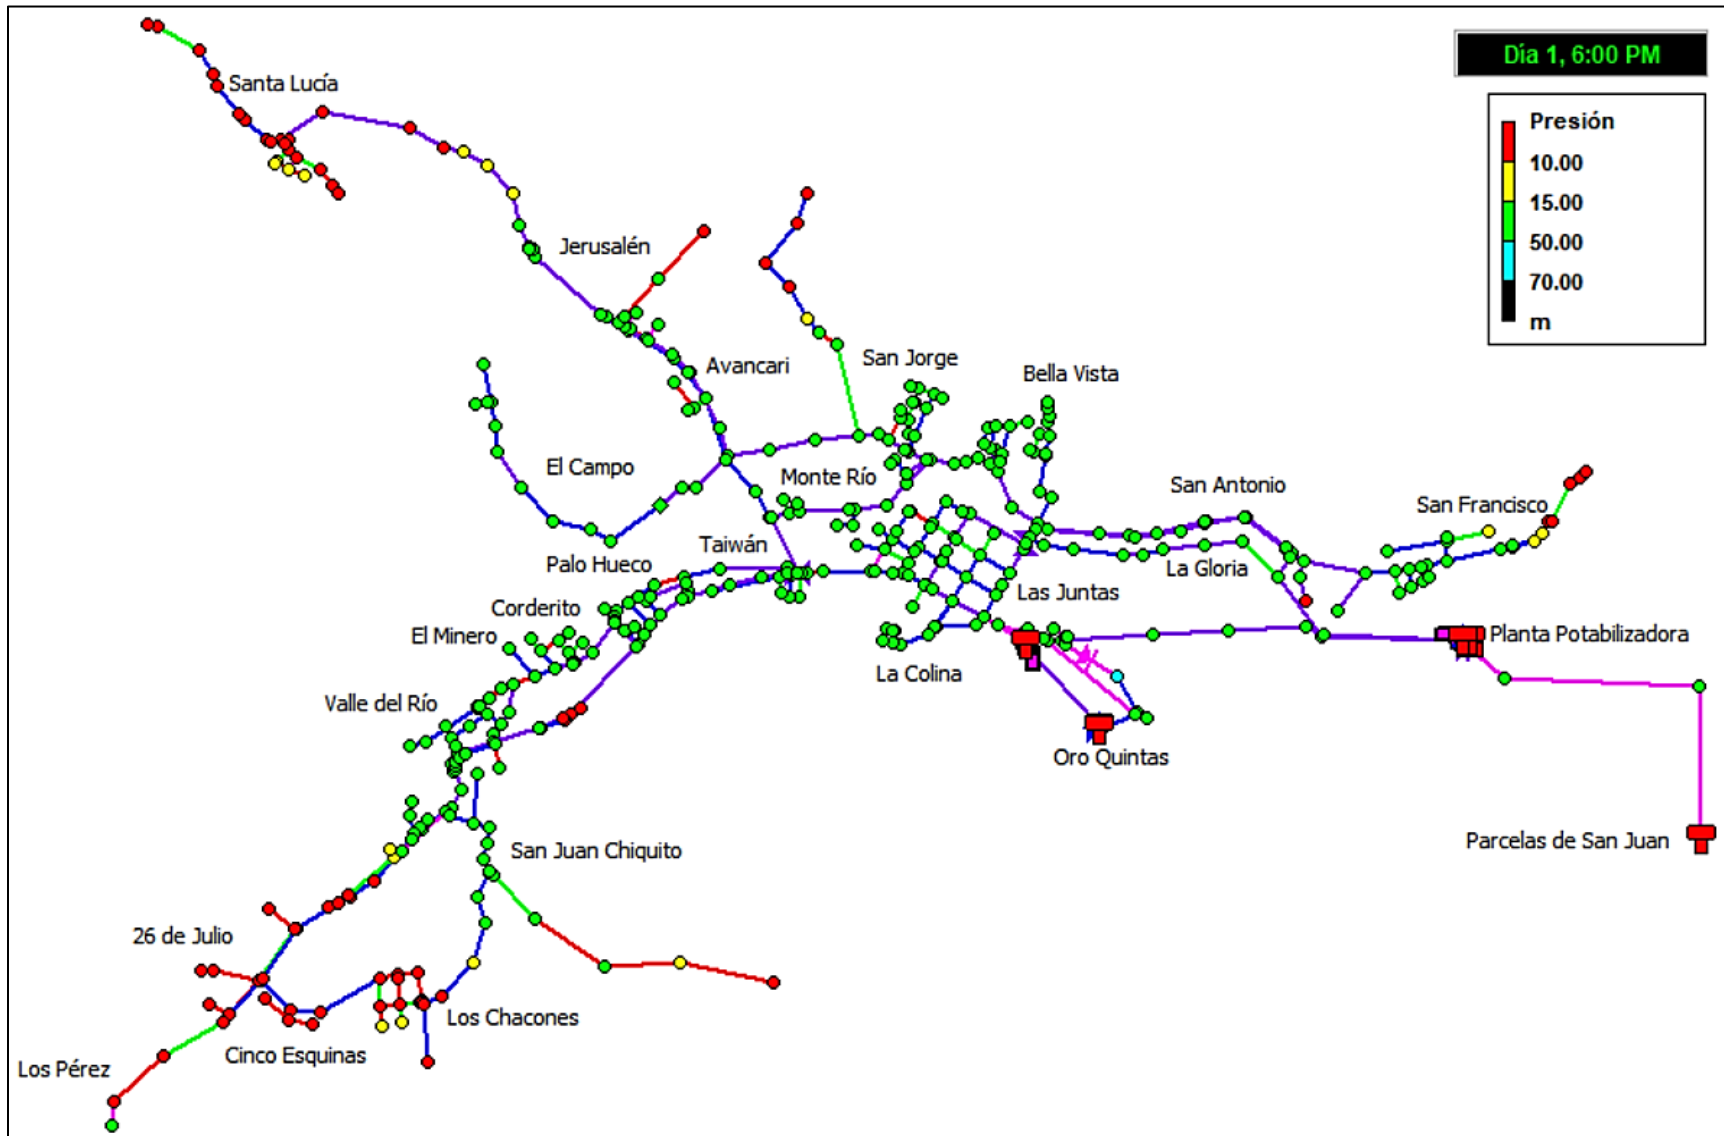 Día 1, 6:00 PM
Presión
10.00
15.00
50.00
70.00
m
Santa Lucía
Jerusalén
Avancari
San Jorge
Bella Vista
El Campo
Monte Río
San Antonio
San Francisco
Taiwán
Palo Hueco
La Gloria
Las Juntas
Corderito
El Minero
Planta Potabilizadora
La Colina
Valle del Río
Oro Quintas
Parcelas de San Juan
San Juan Chiquito
26 de Julio
Los Chacones
Cinco Esquinas
Los Pérez